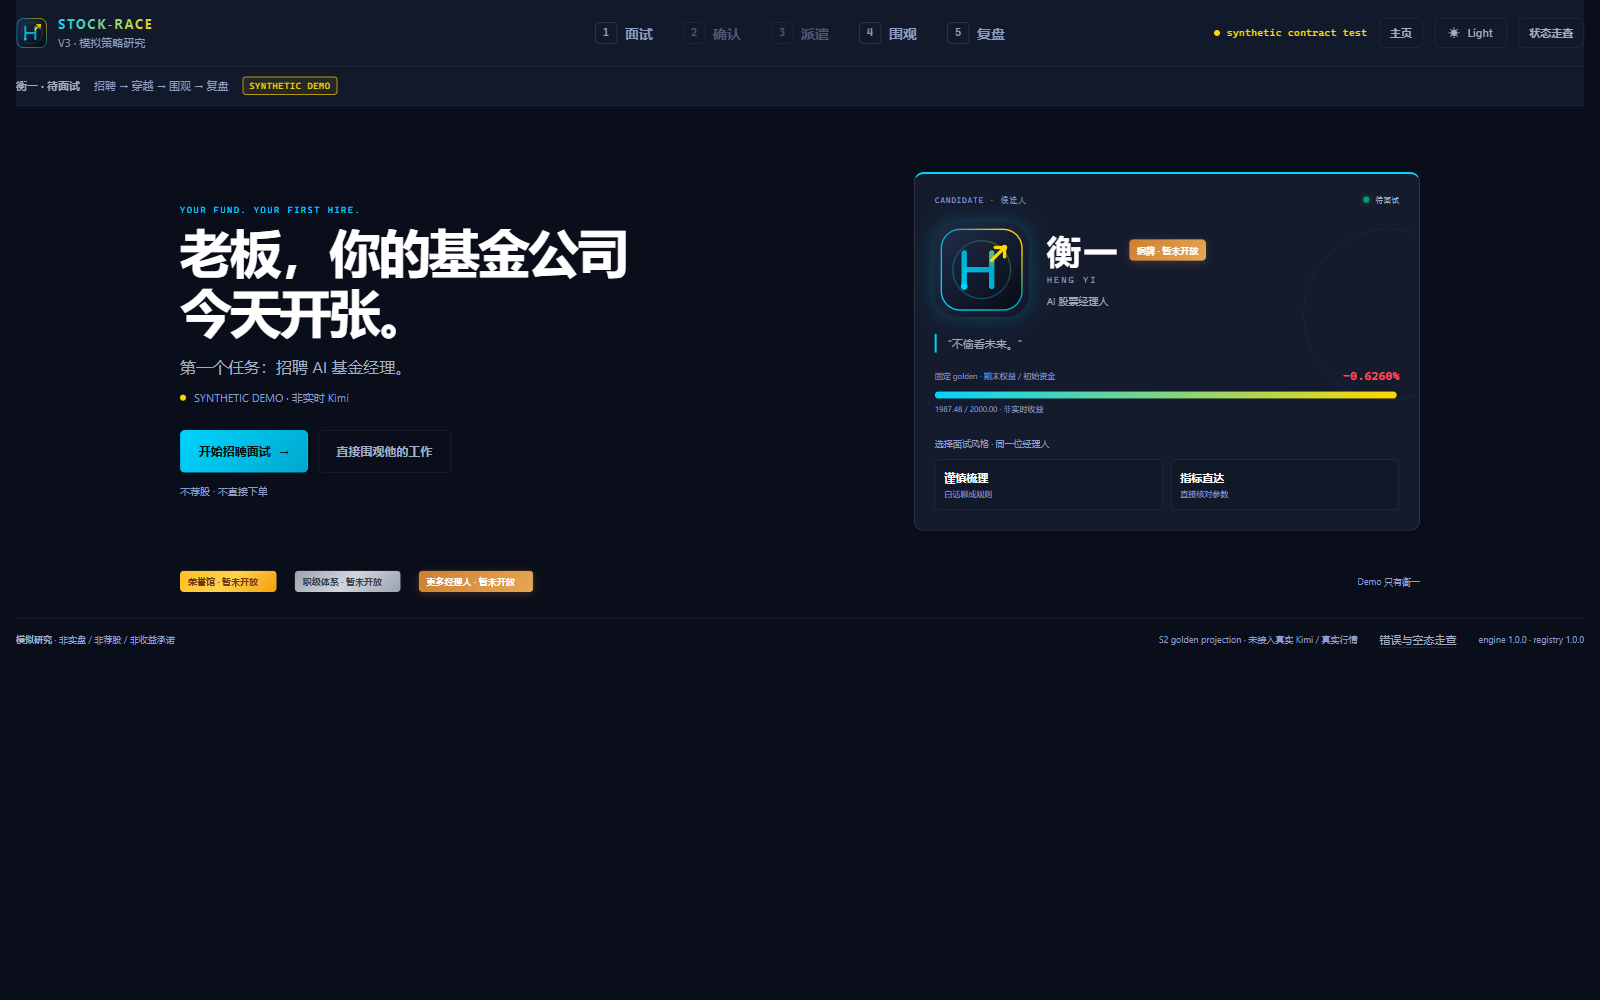 STOCK-RACE
V3 · 模拟策略研究
1 面试
2 确认
3 派遣
4 围观
5 复盘
synthetic contract test
主页
Light
状态走查
衡一 · 待面试
招聘 → 穿越 → 围观 → 复盘
SYNTHETIC DEMO
YOUR FUND. YOUR FIRST HIRE.
老板，你的基金公司
今天开张。
第一个任务：招聘 AI 基金经理。
SYNTHETIC DEMO · 非实时 Kimi
开始招聘面试 →
直接围观他的工作
不荐股 · 不直接下单
CANDIDATE · 候选人
待面试
衡一
铜牌 · 暂未开放
HENG YI
AI 股票经理人
“不偷看未来。”
固定 golden · 期末权益 / 初始资金
-0.6260%
1987.48 / 2000.00 · 非实时收益
选择面试风格 · 同一位经理人
谨慎梳理
白话聊成规则
指标直达
直接核对参数
荣誉馆 · 暂未开放
职级体系 · 暂未开放
更多经理人 · 暂未开放
Demo 只有衡一
模拟研究 · 非实盘 / 非荐股 / 非收益承诺
S2 golden projection · 未接入真实 Kimi / 真实行情
错误与空态走查
engine 1.0.0 · registry 1.0.0